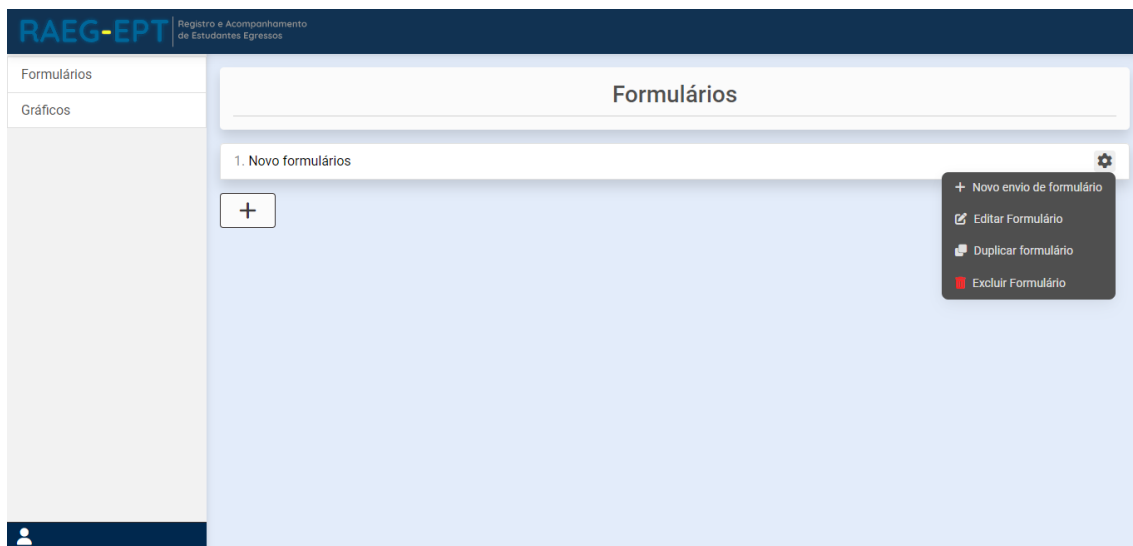 RAEG-EPT
Registro e Acompanhamento
de Estudantes Egressos
Formulários
Gráficos
Formulários
1. Novo formulários
+ Novo envio de formulário
Editar Formulário
Duplicar formulário
Excluir Formulário
+